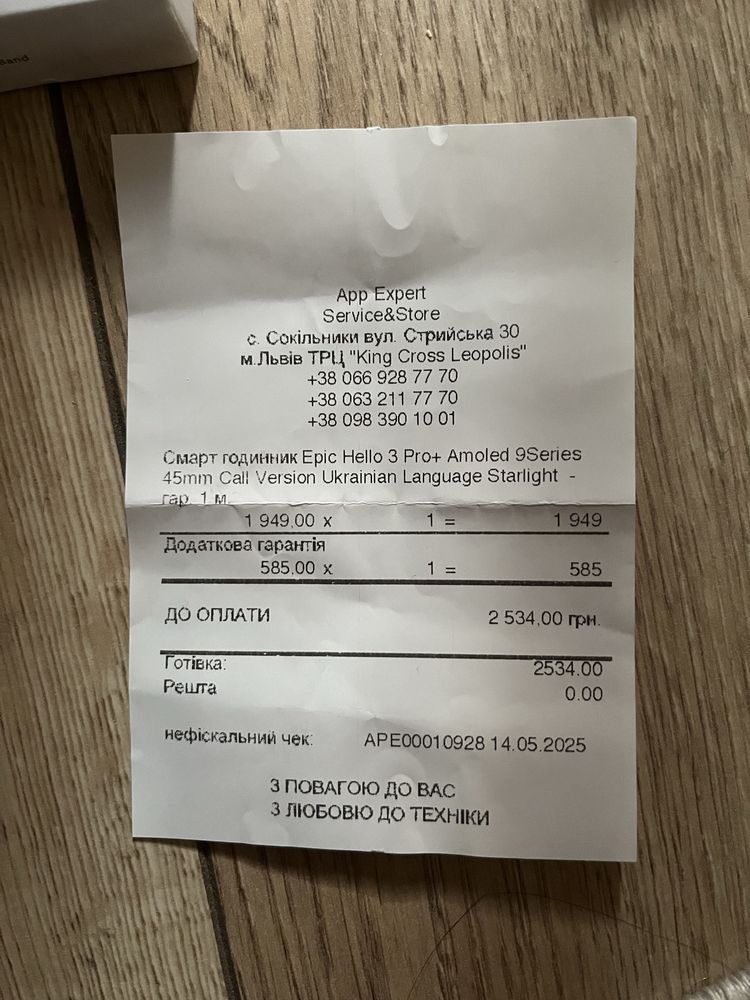 Band
App Expert
Service&Store
с. Сокільники вул. Стрийська 30
м.Львів ТРЦ "King Cross Leopolis"
+38 066 928 77 70
+38 063 211 77 70
+38 098 390 10 01
Смарт годинник Epic Hello 3 Pro+ Amoled 9Series
45mm Call Version Ukrainian Language Starlight -
гар. 1 м.
1 949,00 x 1 = 1 949
Додаткова гарантія
585,00 x 1 = 585
ДО ОПЛАТИ 2 534,00 грн.
Готівка: 2534.00
Решта 0.00
нефіскальний чек: APE00010928 14.05.2025
З ПОВАГОЮ ДО ВАС
З ЛЮБОВЮ ДО ТЕХНІКИ